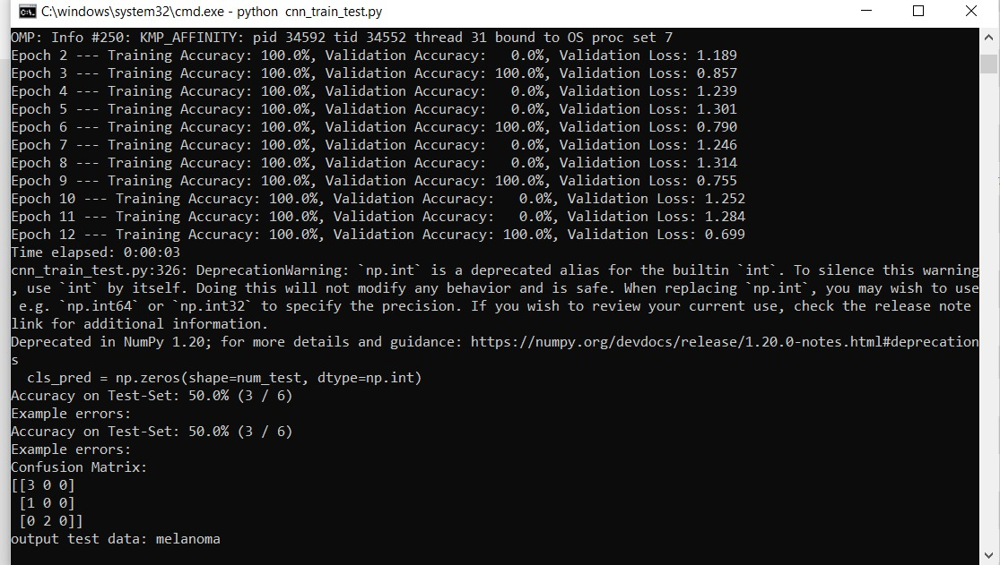 C:\windows\system32\cmd.exe - python  cnn_train_test.py
OMP: Info #250: KMP_AFFINITY: pid 34592 tid 34552 thread 31 bound to OS proc set 7
Epoch 2 --- Training Accuracy: 100.0%, Validation Accuracy:   0.0%, Validation Loss: 1.189
Epoch 3 --- Training Accuracy: 100.0%, Validation Accuracy: 100.0%, Validation Loss: 0.857
Epoch 4 --- Training Accuracy: 100.0%, Validation Accuracy:   0.0%, Validation Loss: 1.239
Epoch 5 --- Training Accuracy: 100.0%, Validation Accuracy:   0.0%, Validation Loss: 1.301
Epoch 6 --- Training Accuracy: 100.0%, Validation Accuracy: 100.0%, Validation Loss: 0.790
Epoch 7 --- Training Accuracy: 100.0%, Validation Accuracy:   0.0%, Validation Loss: 1.246
Epoch 8 --- Training Accuracy: 100.0%, Validation Accuracy:   0.0%, Validation Loss: 1.314
Epoch 9 --- Training Accuracy: 100.0%, Validation Accuracy: 100.0%, Validation Loss: 0.755
Epoch 10 --- Training Accuracy: 100.0%, Validation Accuracy:   0.0%, Validation Loss: 1.252
Epoch 11 --- Training Accuracy: 100.0%, Validation Accuracy:   0.0%, Validation Loss: 1.284
Epoch 12 --- Training Accuracy: 100.0%, Validation Accuracy: 100.0%, Validation Loss: 0.699
Time elapsed: 0:00:03
cnn_train_test.py:326: DeprecationWarning: `np.int` is a deprecated alias for the builtin `int`. To silence this warning
, use `int` by itself. Doing this will not modify any behavior and is safe. When replacing `np.int`, you may wish to use
 e.g. `np.int64` or `np.int32` to specify the precision. If you wish to review your current use, check the release note
link for additional information.
Deprecated in NumPy 1.20; for more details and guidance: https://numpy.org/devdocs/release/1.20.0-notes.html#deprecation
s
  cls_pred = np.zeros(shape=num_test, dtype=np.int)
Accuracy on Test-Set: 50.0% (3 / 6)
Example errors:
Accuracy on Test-Set: 50.0% (3 / 6)
Example errors:
Confusion Matrix:
[[3 0 0]
 [1 0 0]
 [0 2 0]]
output test data: melanoma